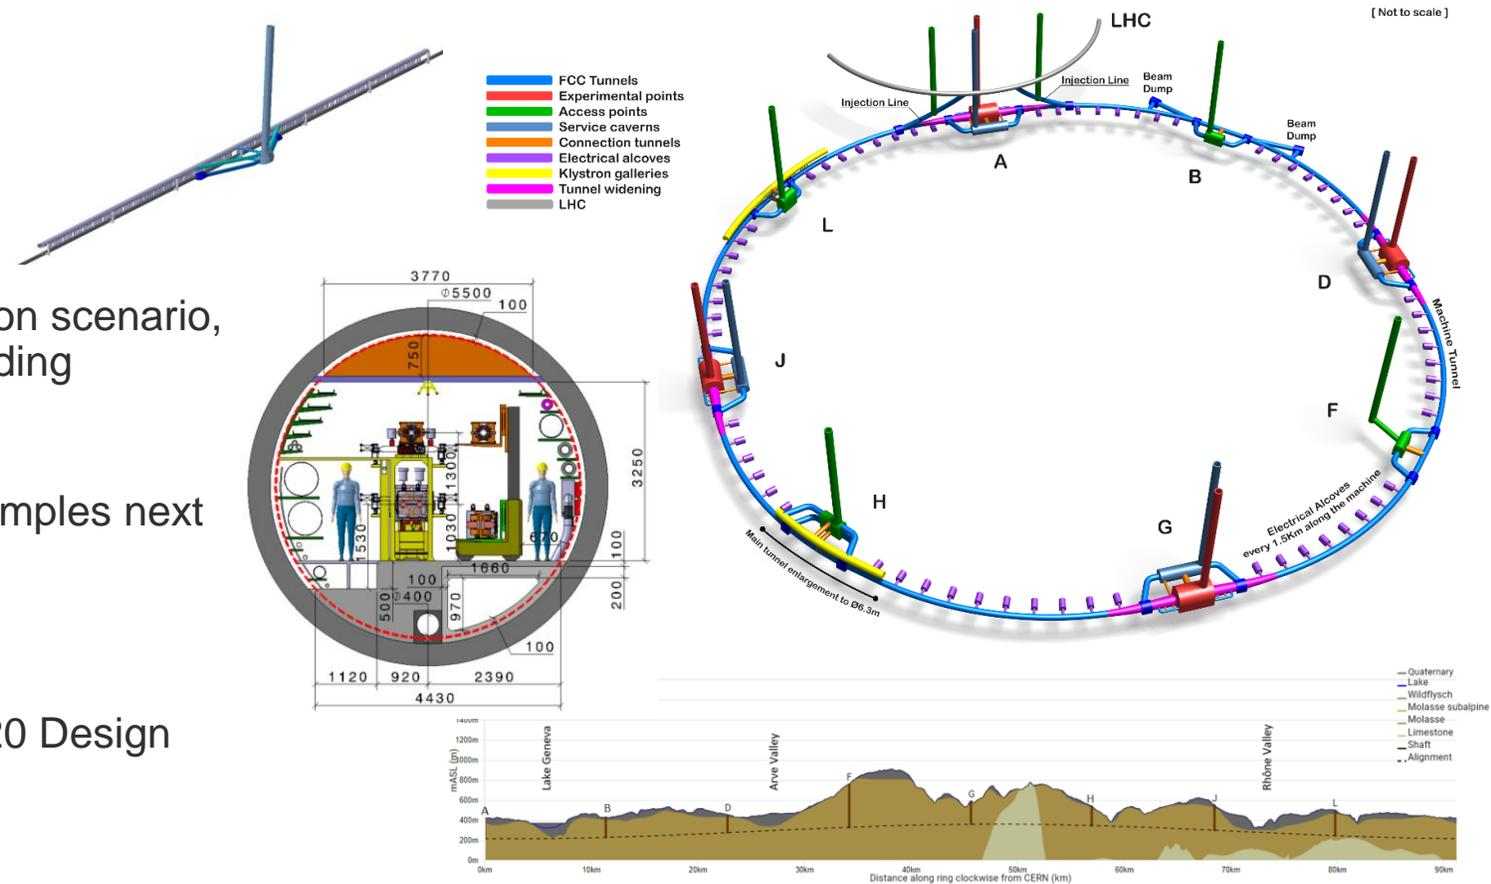 on scenario,
ding
mples next
20 Design
FCC Tunnels
Experimental points
Access points
Service caverns
Connection tunnels
Electrical alcoves
Klystron galleries
Tunnel widening
LHC
[ Not to scale ]
LHC
Injection Line
Injection Line
Beam
Dump
Beam
Dump
A
B
D
F
G
H
J
L
Machine Tunnel
Electrical Alcoves
every 1.5Km along the machine
Main tunnel enlargement to Ø6.3m
3770
Ø5500
100
750
3250
1300
1030
1530
670
100
1660
100
Ø400
500
970
200
100
1120
920
2390
4430
Quaternary
Lake
Wildflysch
Molasse subalpine
Molasse
Limestone
Shaft
Alignment
mASL (m)
1400m
1200m
1000m
800m
600m
400m
200m
0m
Lake Geneva
Arve Valley
Rhône Valley
A
B
D
F
G
H
J
L
0km
10km
20km
30km
40km
50km
60km
70km
80km
90km
Distance along ring clockwise from CERN (km)